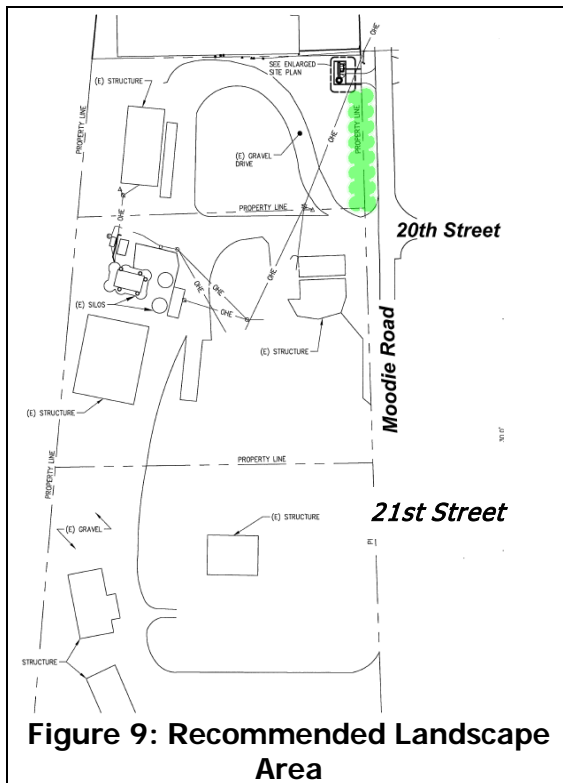 OHE
SEE ENLARGED
SITE PLAN
(E) STRUCTURE
PROPERTY LINE
PROPERTY LINE
OHE
(E) GRAVEL
DRIVE
OHE
PROPERTY LINE
20th Street
OHE
OHE
(E) SILOS
OHE
OHE
(E) STRUCTURE
Moodie Road
(E) STRUCTURE
PROPERTY LINE
PROPERTY LINE
21st Street
(E) STRUCTURE
(E) GRAVEL
STRUCTURE
Figure 9: Recommended Landscape
Area